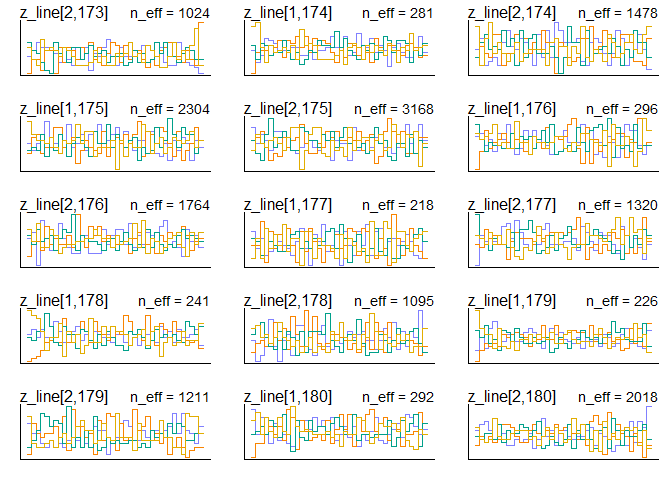 z_line[2,173] n_eff = 1024 z_line[1,174] n_eff = 281 z_line[2,174] n_eff = 1478
z_line[1,175] n_eff = 2304 z_line[2,175] n_eff = 3168 z_line[1,176] n_eff = 296
z_line[2,176] n_eff = 1764 z_line[1,177] n_eff = 218 z_line[2,177] n_eff = 1320
z_line[1,178] n_eff = 241 z_line[2,178] n_eff = 1095 z_line[1,179] n_eff = 226
z_line[2,179] n_eff = 1211 z_line[1,180] n_eff = 292 z_line[2,180] n_eff = 2018